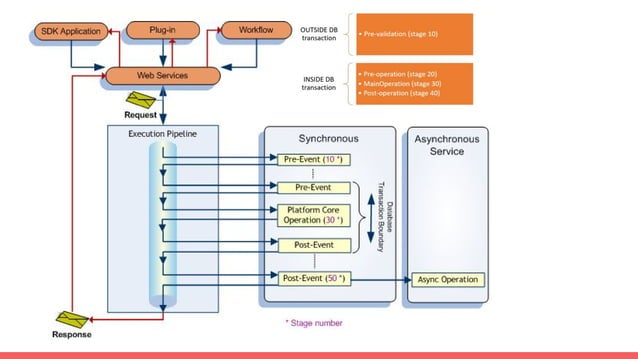 SDK Application
Plug-in
Workflow
Web Services
Request
OUTSIDE DB
transaction
• Pre-validation (stage 10)
INSIDE DB
transaction
• Pre-operation (stage 20)
• MainOperation (stage 30)
• Post-operation (stage 40)
Execution Pipeline
Synchronous
Pre-Event (10 *)
Pre-Event
Platform Core
Operation (30 *)
Post-Event
Post-Event (50 *)
Database
Transaction Boundary
Asynchronous
Service
Async Operation
Response
* Stage number